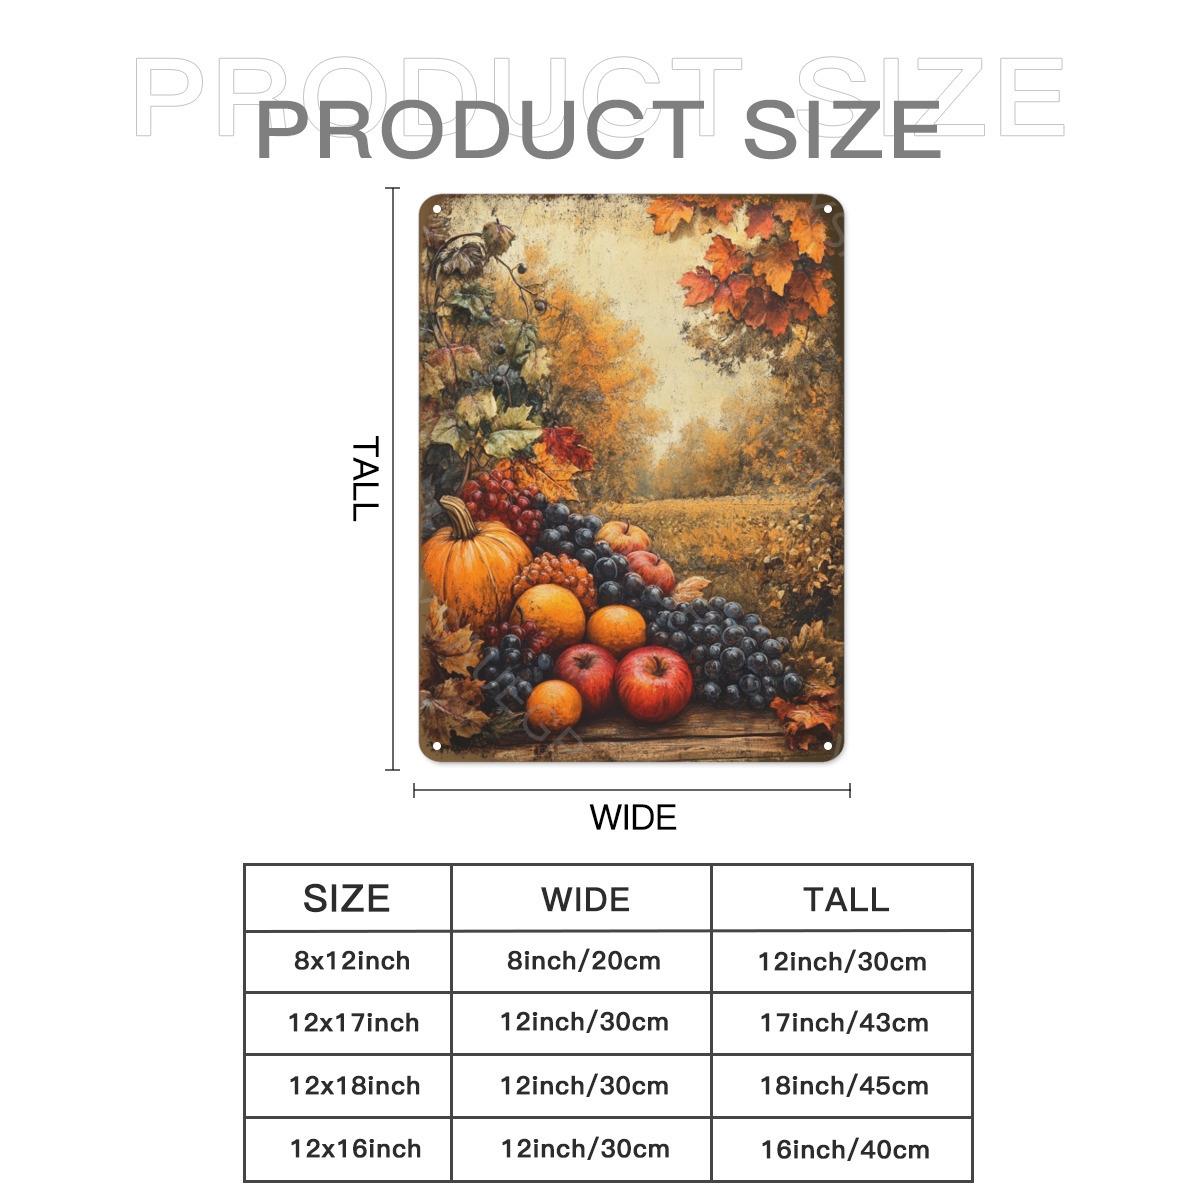 PRODUCT SIZE
PRODUCT SIZE
TALL
WIDE
SIZE WIDE TALL
8x12inch 8inch/20cm 12inch/30cm
12x17inch 12inch/30cm 17inch/43cm
12x18inch 12inch/30cm 18inch/45cm
12x16inch 12inch/30cm 16inch/40cm